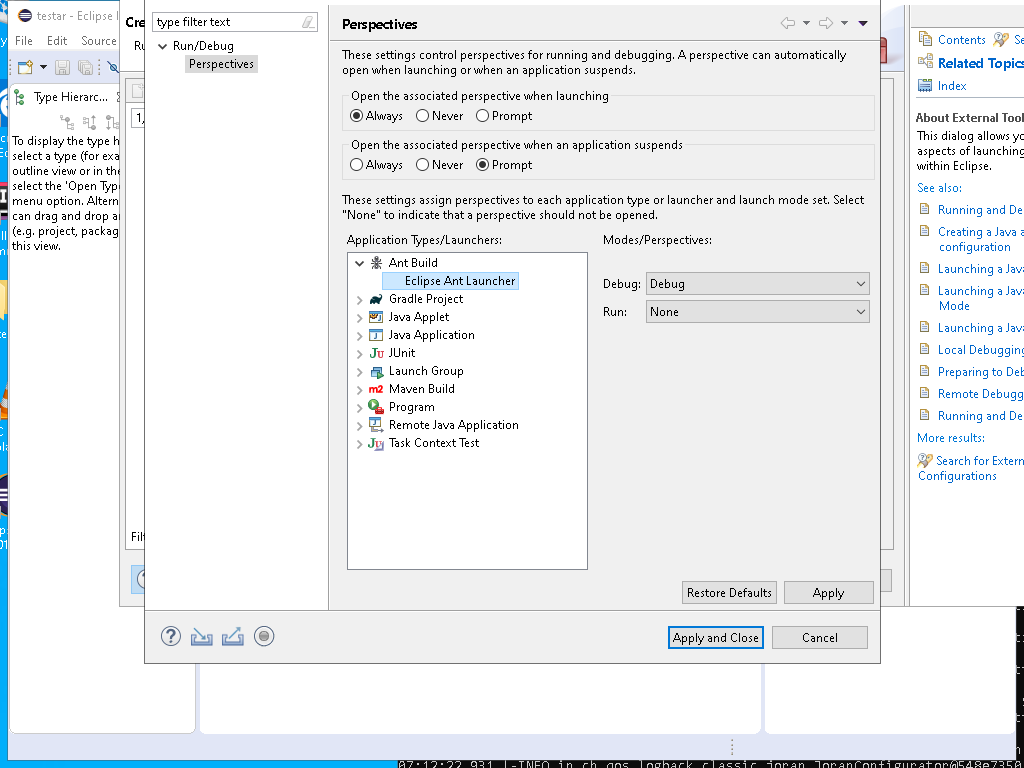 testar - Eclipse I
File Edit Source
Type Hierarc...
To display the type h
select a type (for exa
outline view or in the
select the 'Open Type
menu option. Altern
can drag and drop a
(e.g. project, packag
this view.
Cre
Ru
1,
Filt
type filter text
Run/Debug
Perspectives
Perspectives
These settings control perspectives for running and debugging. A perspective can automatically
open when launching or when an application suspends.
Open the associated perspective when launching
Always Never Prompt
Open the associated perspective when an application suspends
Always Never Prompt
These settings assign perspectives to each application type or launcher and launch mode set. Select
"None" to indicate that a perspective should not be opened.
Application Types/Launchers:
Ant Build
Eclipse Ant Launcher
Gradle Project
Java Applet
Java Application
JUnit
Launch Group
m2 Maven Build
Program
Remote Java Application
Task Context Test
Modes/Perspectives:
Debug: Debug
Run: None
Restore Defaults Apply
Apply and Close Cancel
Contents Se
Related Topics
Index
About External Tool
This dialog allows yo
aspects of launching
within Eclipse.
See also:
Running and De
Creating a Java a
configuration
Launching a Java
Launching a Java
Mode
Launching a Java
Local Debugging
Preparing to Deb
Remote Debugg
Running and De
More results:
Search for Extern
Configurations
07:12:22,931 |-INFO in ch.qos.logback.classic.joran.JoranConfigurator@548e7350